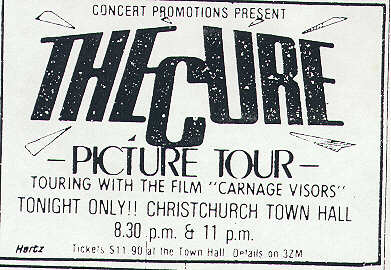 CONCERT PROMOTIONS PRESENT
THE CURE
– PICTURE TOUR –
TOURING WITH THE FILM "CARNAGE VISORS"
TONIGHT ONLY!! CHRISTCHURCH TOWN HALL
8.30 p.m. & 11 p.m.
Hertz Tickets $11.90 at the Town Hall. Details on 3ZM